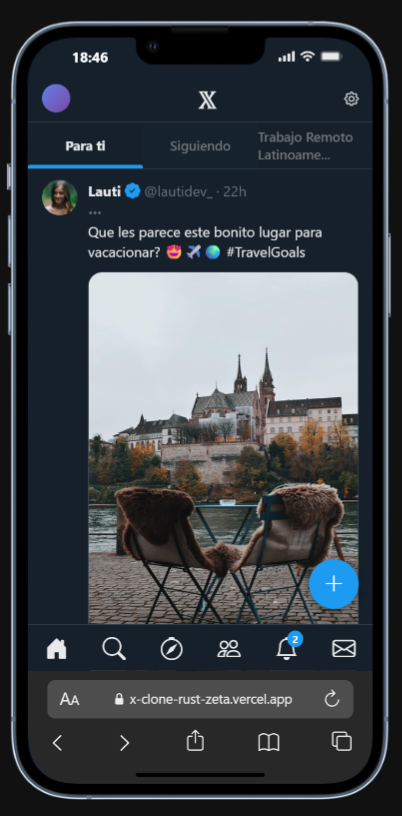 18:46
𝕏
Para ti
Siguiendo
Trabajo Remoto
Latinoame...
Lauti @lautidev_ · 22h
...
Que les parece este bonito lugar para
vacacionar? 🤩 ✈️ 🌍 #TravelGoals
2
AA
x-clone-rust-zeta.vercel.app